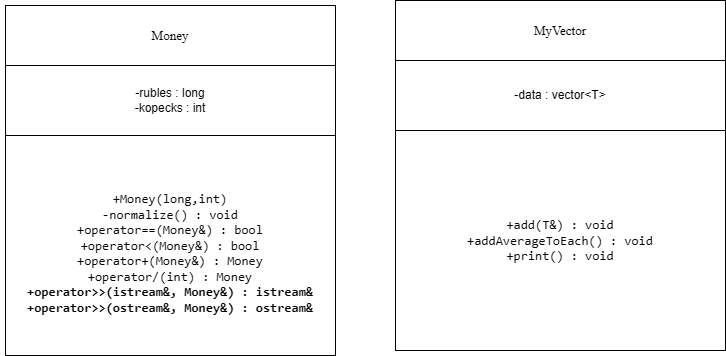 Money
-rubles : long
-kopecks : int
+Money(long,int)
-normalize() : void
+operator==(Money&) : bool
+operator<(Money&) : bool
+operator+(Money&) : Money
+operator/(int) : Money
+operator>>(istream&, Money&) : istream&
+operator>>(ostream&, Money&) : ostream&
MyVector
-data : vector<T>
+add(T&) : void
+addAverageToEach() : void
+print() : void